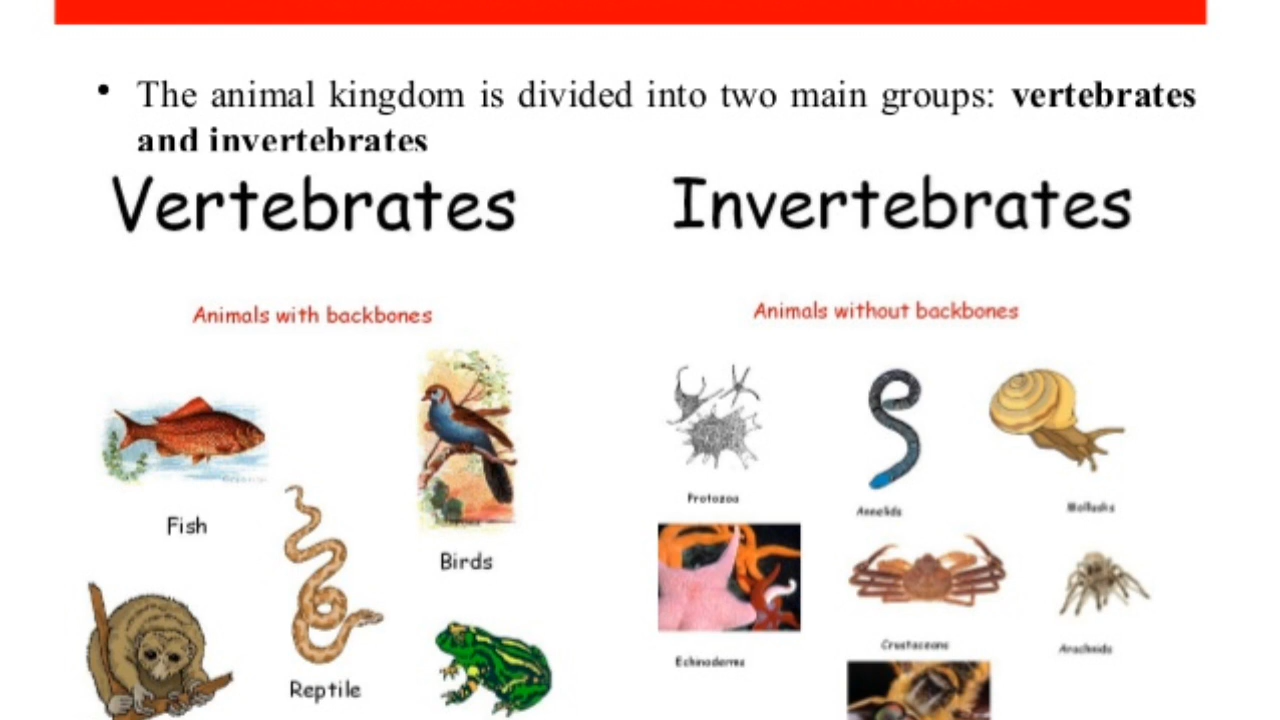 • The animal kingdom is divided into two main groups: vertebrates
and invertebrates
Vertebrates
Invertebrates
Animals with backbones
Animals without backbones
Protozoa
Annelids
Mollusks
Fish
Birds
Echinoderms
Crustaceans
Arachnids
Reptile